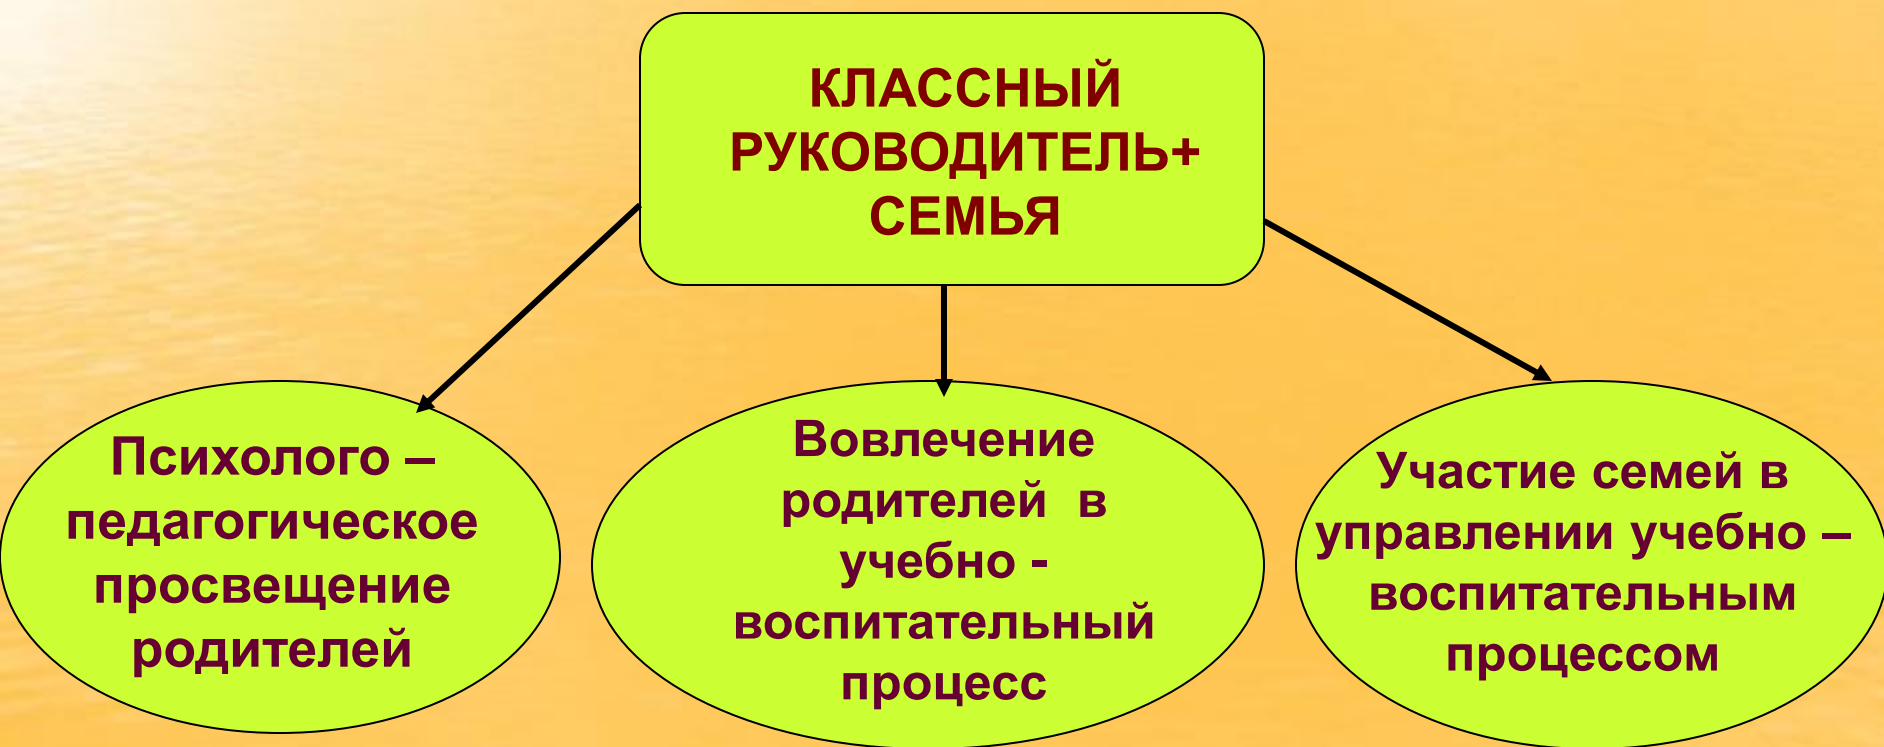 КЛАССНЫЙ
РУКОВОДИТЕЛЬ+
СЕМЬЯ
Психолого –
педагогическое
просвещение
родителей
Вовлечение
родителей в
учебно -
воспитательный
процесс
Участие семей в
управлении учебно –
воспитательным
процессом